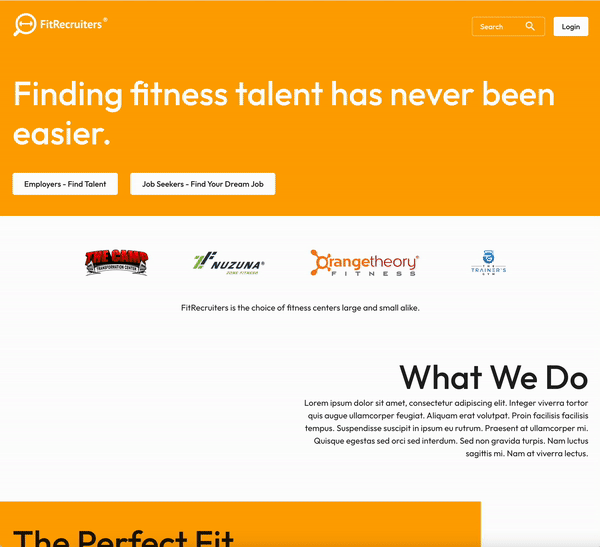 FitRecruiters®
Search
Login
Finding fitness talent has never been
easier.
Employers - Find Talent
Job Seekers - Find Your Dream Job
THE CAMP
TRANSFORMATION CENTER
NUZUNA®
ZONE FITNESS
Orangetheory®
FITNESS
THE
TRAINER'S
GYM
FitRecruiters is the choice of fitness centers large and small alike.
What We Do
Lorem ipsum dolor sit amet, consectetur adipiscing elit. Integer viverra tortor
quis augue ullamcorper feugiat. Aliquam erat volutpat. Proin facilisis facilisis
tempus. Suspendisse suscipit in ipsum eu rutrum. Praesent at ullamcorper mi.
Quisque egestas sed orci sed interdum. Sed non gravida turpis. Nam luctus
sagittis mi. Nam at viverra lectus.
The Perfect Fit